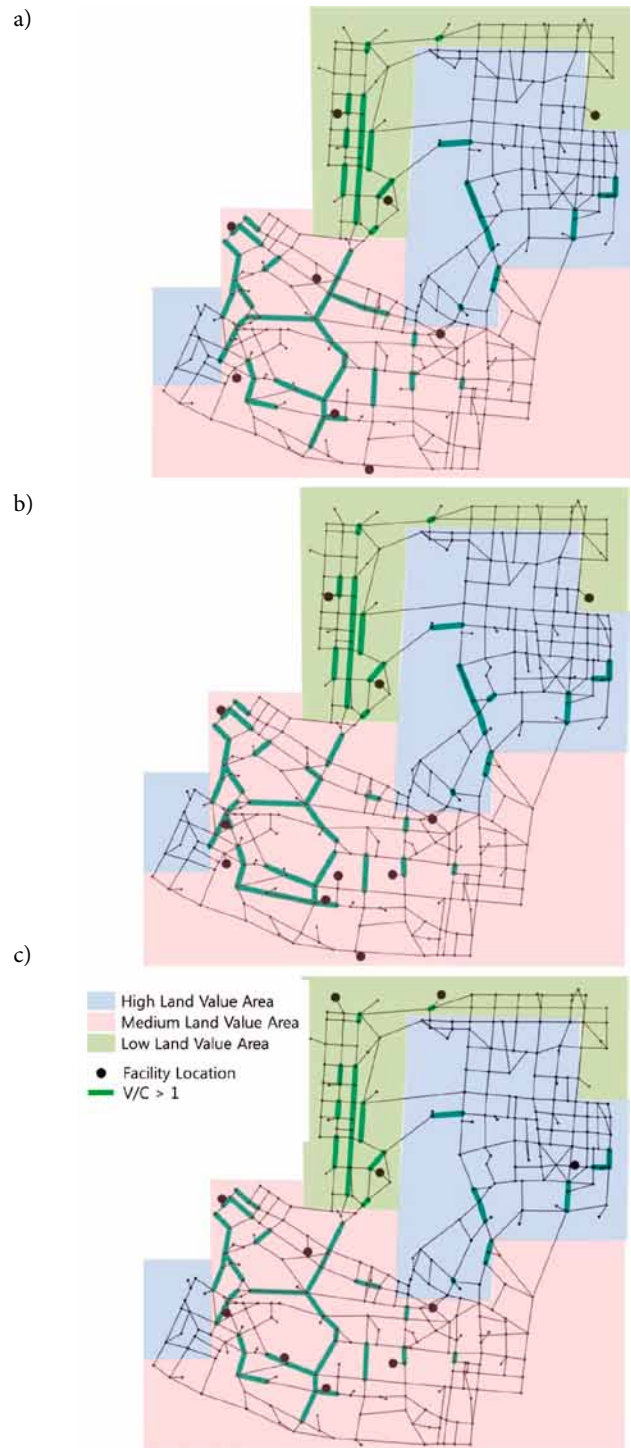 a)
b)
c)
High Land Value Area
Medium Land Value Area
Low Land Value Area
Facility Location
V/C > 1